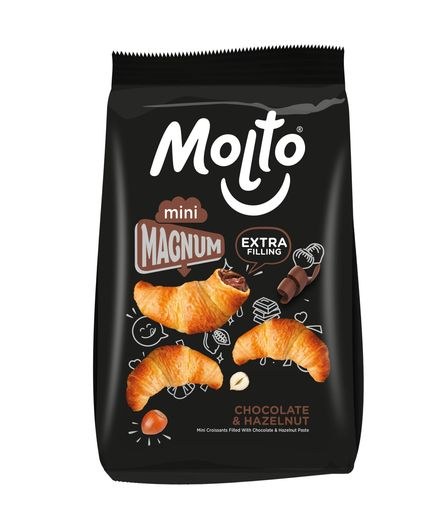 Molto®
mini
MAGNUM
EXTRA
FILLING
CHOCOLATE
& HAZELNUT
Mini Croissants Filled With Chocolate & Hazelnut Paste